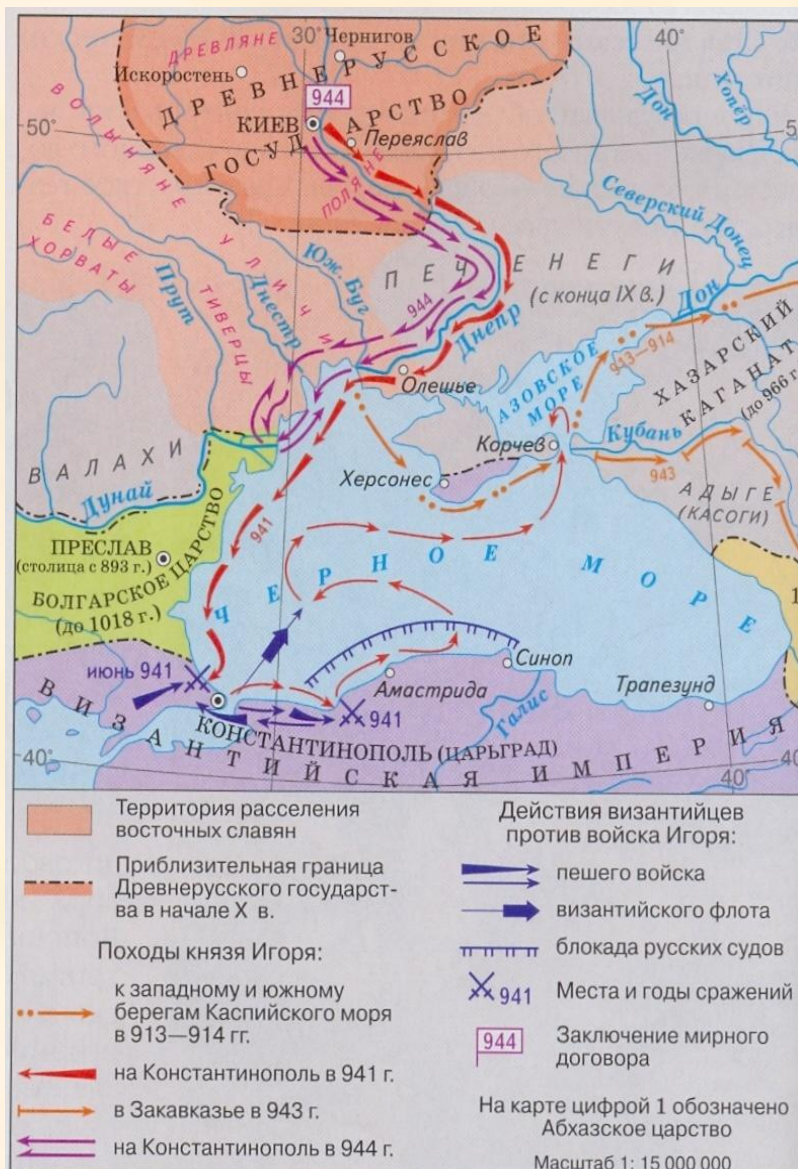 30°
Чернигов
40°
ДРЕВЛЯНЕ
Искоростень
ДРЕВНЕРУССКОЕ
ГОСУДАРСТВО
944
КИЕВ
Переяслав
Дон
Хопёр
50°
5
ВОЛЫНЯНЕ
ПОЛЯНЕ
Северский Донец
БЕЛЫЕ
ХОРВАТЫ
УЛИЧИ
ТИВЕРЦЫ
Прут
Днестр
Юж. Буг
ПЕЧЕНЕГИ
(с конца IX в.)
944
Днепр
Дон
Олешье
913—914
АЗОВСКОЕ
МОРЕ
ХАЗАРСКИЙ
КАГАНАТ
(до 966 г
Корчев
Кубань
943
ВАЛАХИ
Дунай
Херсонес
АДЫГЕ
(КАСОГИ)
941
ПРЕСЛАВ
(столица с 893 г.)
БОЛГАРСКОЕ ЦАРСТВО
(до 1018 г.)
ЧЕРНОЕ МОРЕ
1
июнь 941
Синоп
Амастрида
Трапезунд
941
Галис
КОНСТАНТИНОПОЛЬ (ЦАРЬГРАД)
ВИЗАНТИЙСКАЯ ИМПЕРИЯ
40°
40°
40
Территория расселения
восточных славян
Приблизительная граница
Древнерусского государст-
ва в начале X в.
Походы князя Игоря:
к западному и южному
берегам Каспийского моря
в 913—914 гг.
на Константинополь в 941 г.
в Закавказье в 943 г.
на Константинополь в 944 г.
Действия византийцев
против войска Игоря:
пешего войска
византийского флота
блокада русских судов
941 Места и годы сражений
944 Заключение мирного
договора
На карте цифрой 1 обозначено
Абхазское царство
Масштаб 1: 15 000 000